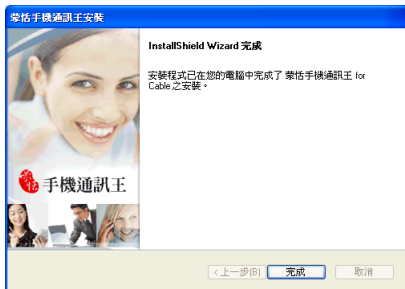 蒙恬手機通訊王安裝
InstallShield Wizard 完成
安裝程式已在您的電腦中完成了 蒙恬手機通訊王 for
Cable 之安裝。
蒙恬 手機通訊王
< 上一步(B)
完成
取消